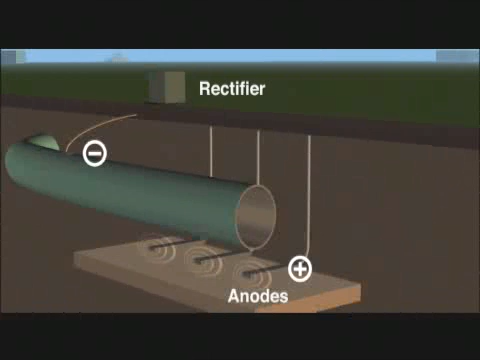 Rectifier
−
+
Anodes